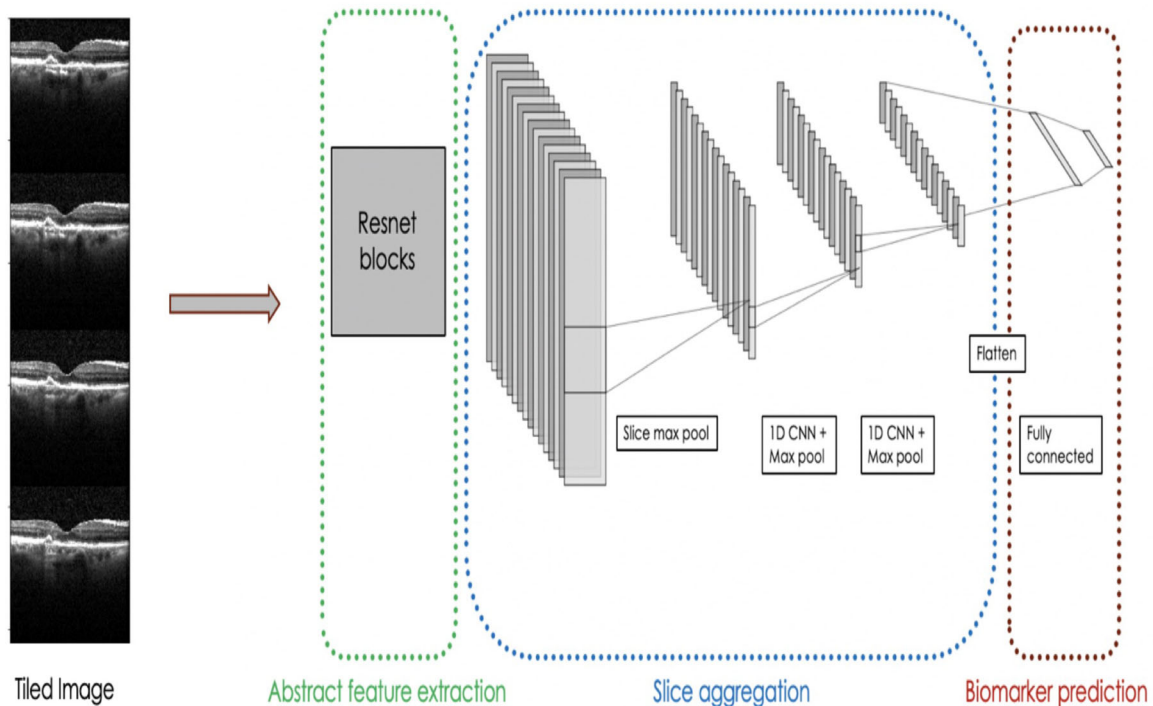 Resnet
blocks
Flatten
Slice max pool
1D CNN +
Max pool
1D CNN +
Max pool
Fully
connected
Tiled Image
Abstract feature extraction
Slice aggregation
Biomarker prediction